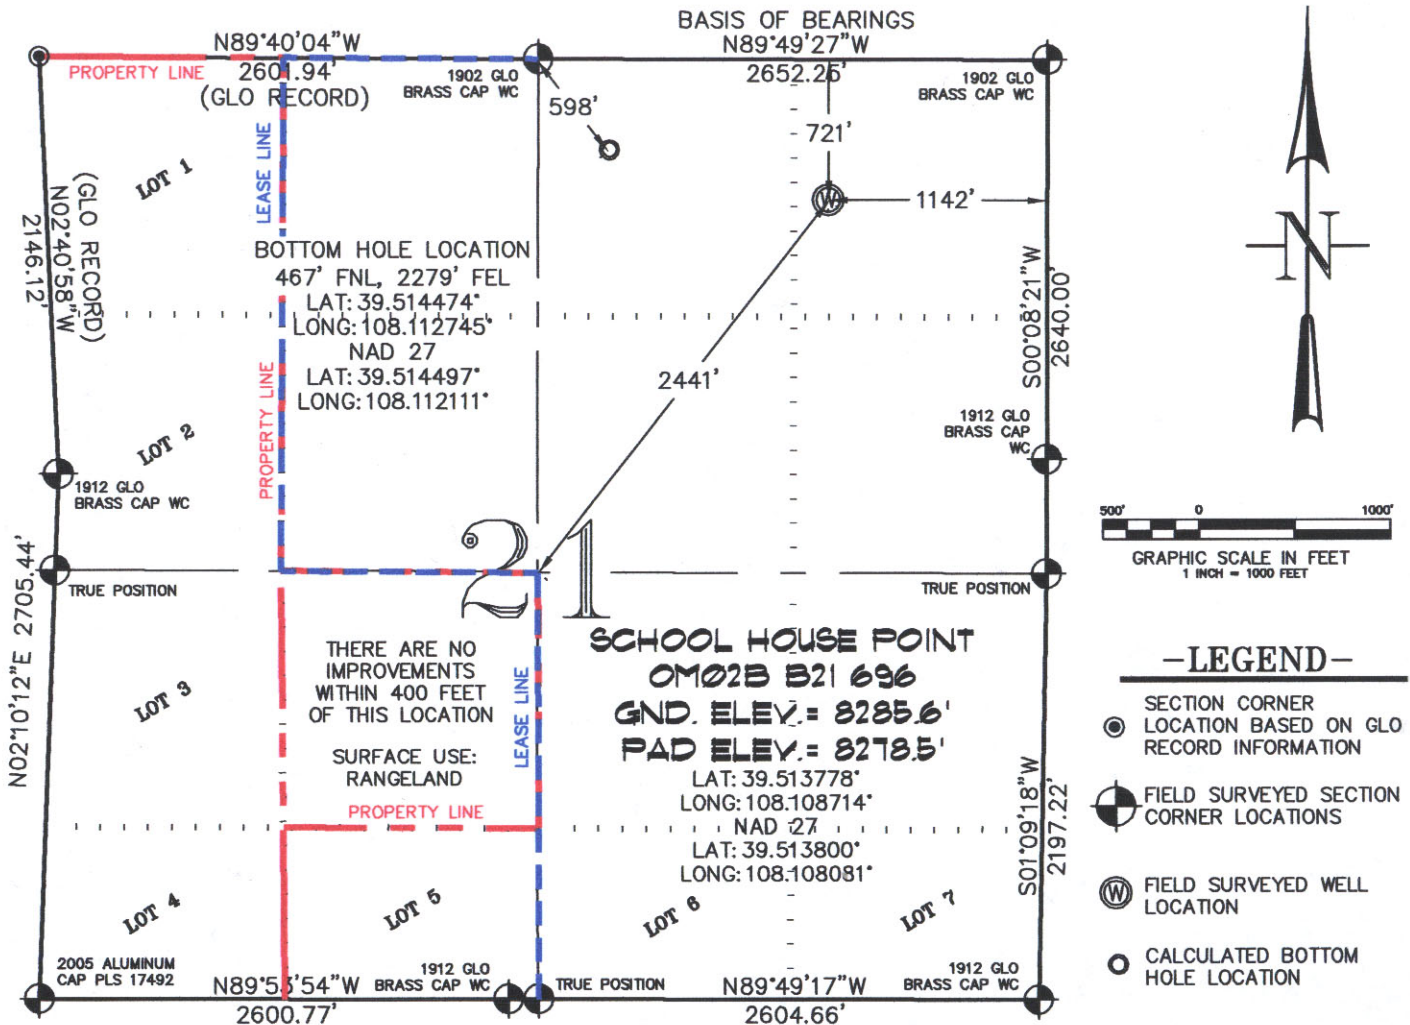 BASIS OF BEARINGS
N89°40'04"W
N89°49'27"W
PROPERTY LINE
2601.94'
(GLO RECORD)
1902 GLO
BRASS CAP WC
2652.25'
1902 GLO
BRASS CAP WC
598'
721'
1142'
LOT 1
LEASE LINE
(GLO RECORD)
N02°40'58"W
2146.12'
BOTTOM HOLE LOCATION
467' FNL, 2279' FEL
LAT: 39.514474°
LONG: 108.112745°
NAD 27
LAT: 39.514497°
LONG: 108.112111°
W
N
S00°08'21"W
2640.00'
2441'
PROPERTY LINE
LOT 2
1912 GLO
BRASS CAP WC
1912 GLO
BRASS CAP
WC
TRUE POSITION
21
TRUE POSITION
500' 0 1000'
GRAPHIC SCALE IN FEET
1 INCH = 1000 FEET
N02°10'12"E 2705.44'
LOT 3
THERE ARE NO
IMPROVEMENTS
WITHIN 400 FEET
OF THIS LOCATION
SURFACE USE:
RANGELAND
PROPERTY LINE
LEASE LINE
SCHOOL HOUSE POINT
OM02B B21 696
GND. ELEV.= 8285.6'
PAD ELEV.= 8278.5'
LAT: 39.513778°
LONG: 108.108714°
NAD 27
LAT: 39.513800°
LONG: 108.108081°
S01°09'18"W
2197.22'
LOT 4
LOT 5
LOT 6
LOT 7
2005 ALUMINUM
CAP PLS 17492
N89°53'54"W
2600.77'
1912 GLO
BRASS CAP WC
TRUE POSITION
N89°49'17"W
2604.66'
1912 GLO
BRASS CAP WC
-LEGEND-
SECTION CORNER
LOCATION BASED ON GLO
RECORD INFORMATION
FIELD SURVEYED SECTION
CORNER LOCATIONS
W
FIELD SURVEYED WELL
LOCATION
CALCULATED BOTTOM
HOLE LOCATION